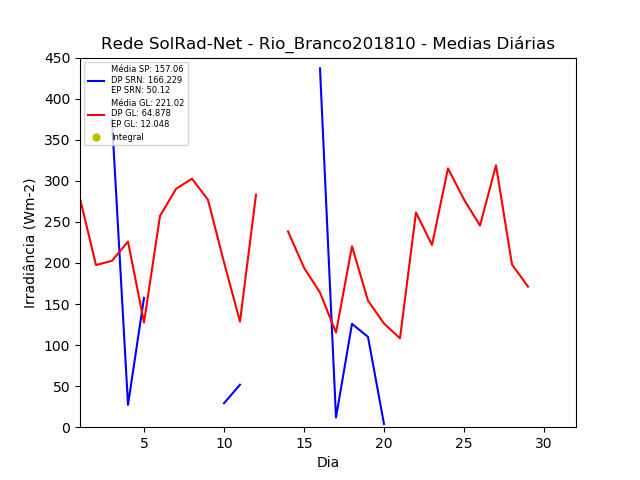 Rede SolRad-Net - Rio_Branco201810 - Medias Diárias
Média SP: 157.06
DP SRN: 166.229
EP SRN: 50.12
Média GL: 221.02
DP GL: 64.878
EP GL: 12.048
Integral
Irradiância (Wm-2)
450
400
350
300
250
200
150
100
50
0
5
10
15
20
25
30
Dia